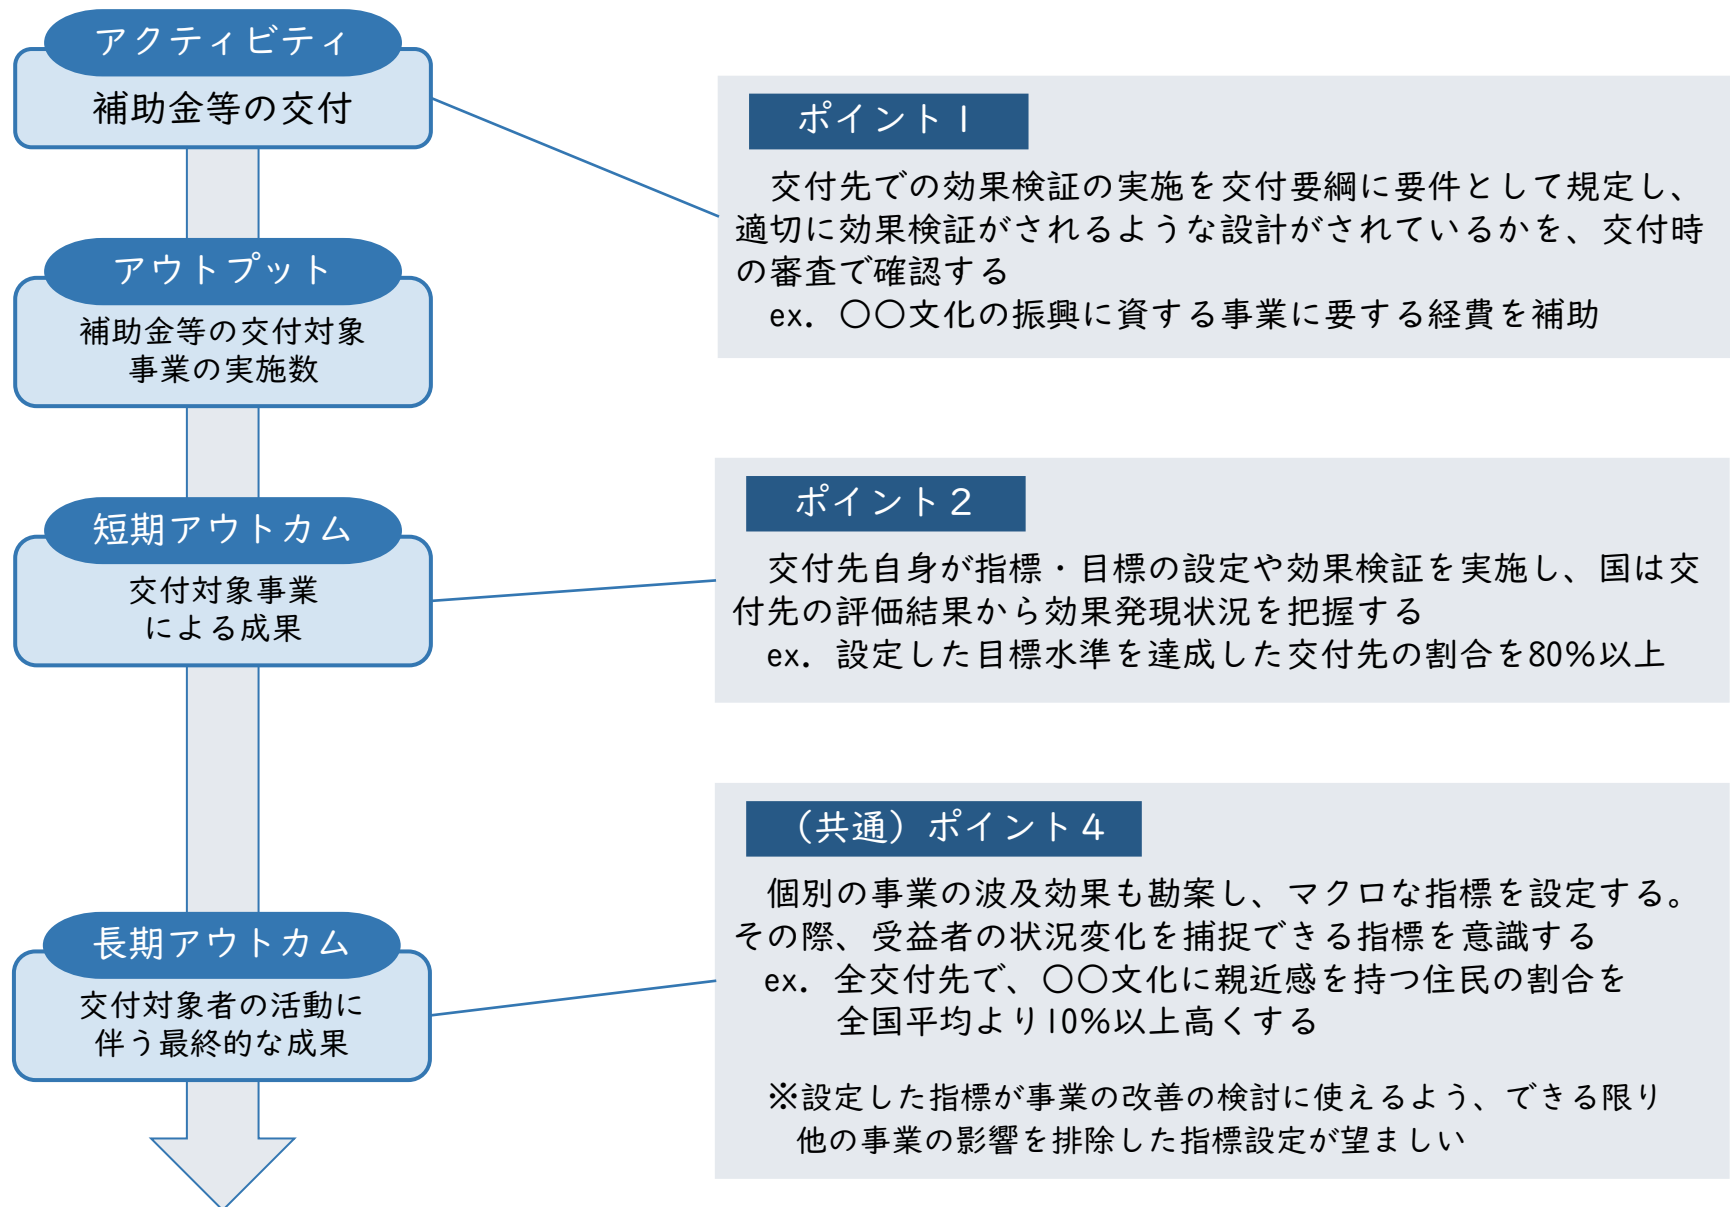 アクティビティ
補助金等の交付
ポイント1
交付先での効果検証の実施を交付要綱に要件として規定し、
適切に効果検証がされるような設計がされているかを、交付時
の審査で確認する
ex. 〇〇文化の振興に資する事業に要する経費を補助
アウトプット
補助金等の交付対象
事業の実施数
短期アウトカム
交付対象事業
による成果
ポイント2
交付先自身が指標・目標の設定や効果検証を実施し、国は交
付先の評価結果から効果発現状況を把握する
ex. 設定した目標水準を達成した交付先の割合を80%以上
長期アウトカム
交付対象者の活動に
伴う最終的な成果
（共通）ポイント4
個別の事業の波及効果も勘案し、マクロな指標を設定する。
その際、受益者の状況変化を捕捉できる指標を意識する
ex. 全交付先で、〇〇文化に親近感を持つ住民の割合を
全国平均より10%以上高くする
※設定した指標が事業の改善の検討に使えるよう、できる限り
他の事業の影響を排除した指標設定が望ましい